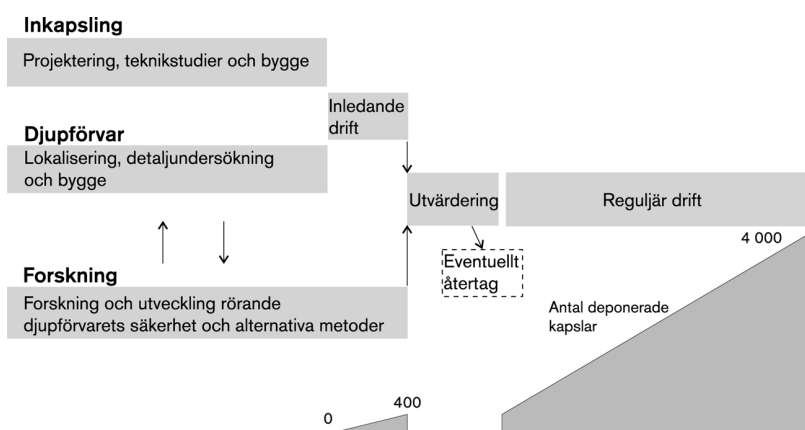 Inkapsling
Projektering, teknikstudier och bygge
Inledande
drift
Djupförvar
Lokalisering, detaljundersökning
och bygge
Utvärdering
Reguljär drift
4 000
Eventuellt
återtag
Forskning
Forskning och utveckling rörande
djupförvarets säkerhet och alternativa metoder
Antal deponerade
kapslar
0
400